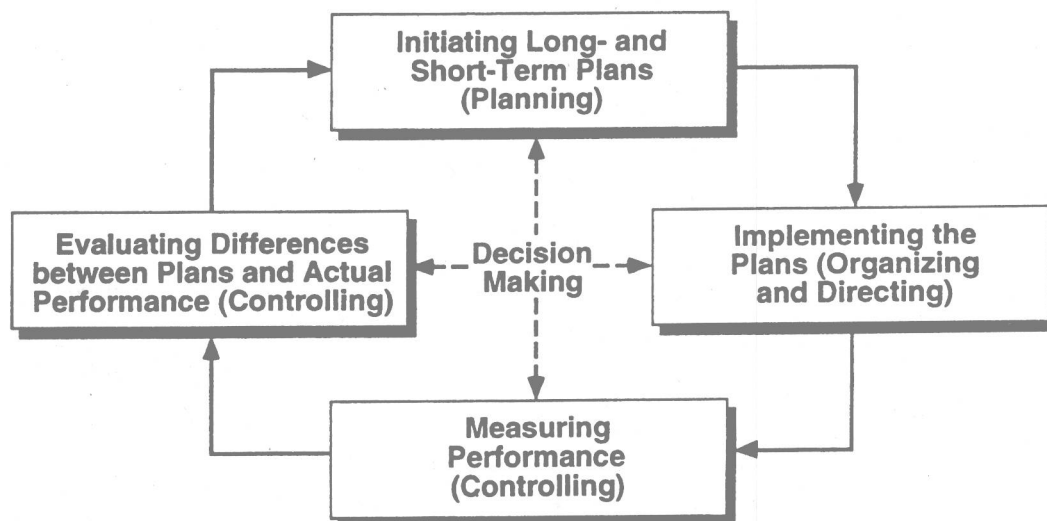 Initiating Long- and
Short-Term Plans
(Planning)
Evaluating Differences
between Plans and Actual
Performance (Controlling)
Decision
Making
Implementing the
Plans (Organizing
and Directing)
Measuring
Performance
(Controlling)